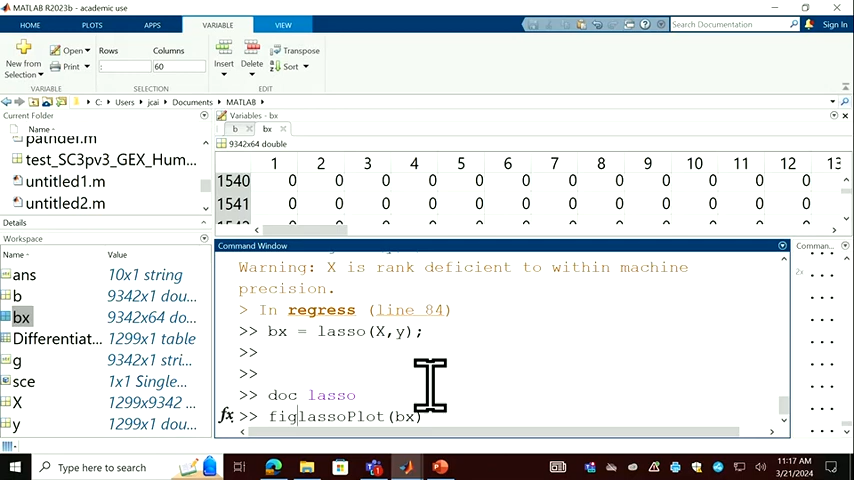 MATLAB R2023b - academic use
HOME PLOTS APPS VARIABLE VIEW
Search Documentation
Sign In
New from Selection
Open
Print
Rows Columns
60
Insert Delete
Transpose
Sort
VARIABLE SELECTION EDIT
C: Users jcai Documents MATLAB
Name
pathdef.m
test_SC3pv3_GEX_Hum...
untitled1.m
untitled2.m
Details
Workspace
Name Value
ans 10x1 string
b 9342x1 dou...
bx 9342x64 do...
Differentiat... 1299x1 table
g 9342x1 stri...
sce 1x1 Single...
X 1299x9342 ...
y 1299x1 dou...
Variables - bx
b bx
9342x64 double
1 2 3 4 5 6 7 8 9 10 11 12 13
1540 0 0 0 0 0 0 0 0 0 0 0 0
1541 0 0 0 0 0 0 0 0 0 0 0 0
Command Window
Warning: X is rank deficient to within machine
precision.
> In regress (line 84)
>> bx = lasso(X,y);
>>
>>
>> doc lasso
fx >> figlassoPlot(bx)
Comman...
Type here to search
11:17 AM
3/21/2024